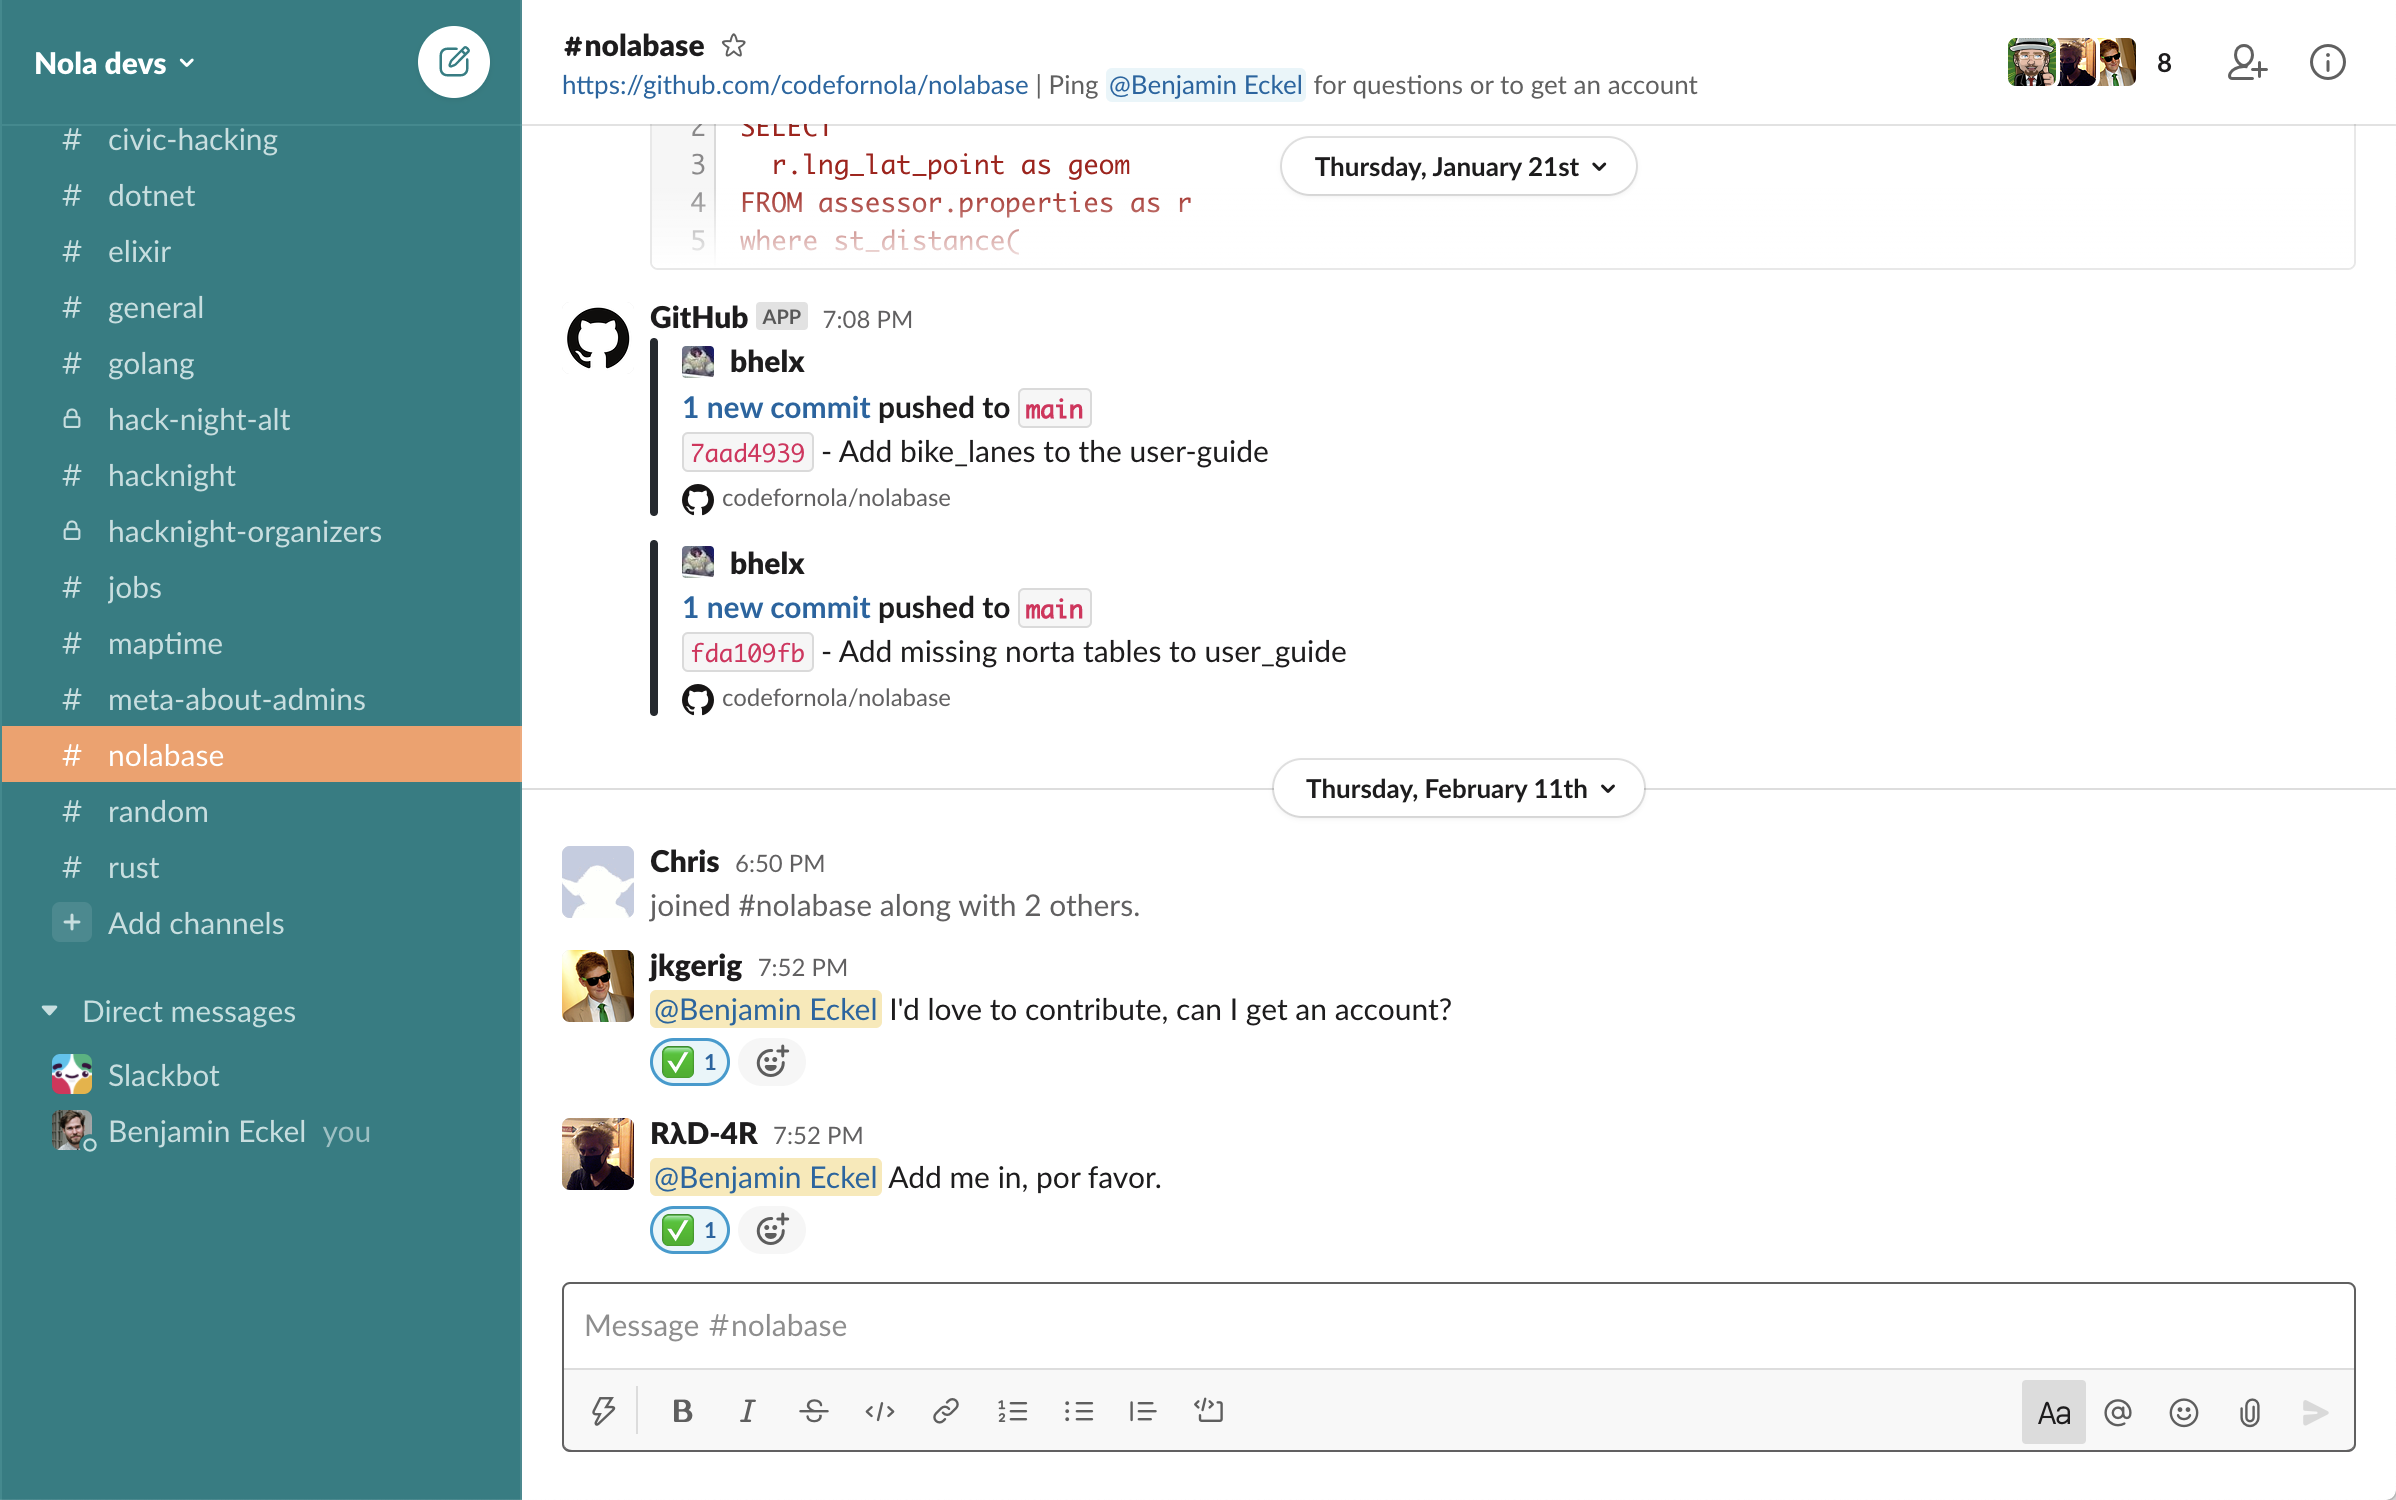 Nola devs
# civic-hacking
# dotnet
# elixir
# general
# golang
hack-night-alt
# hacknight
hacknight-organizers
# jobs
# maptime
# meta-about-admins
# nolabase
# random
# rust
+ Add channels
Direct messages
Slackbot
Benjamin Eckel you
#nolabase
https://github.com/codefornola/nolabase | Ping @Benjamin Eckel for questions or to get an account
8
2 SELECT
3 r.lng_lat_point as geom
4 FROM assessor.properties as r
5 where st_distance(
Thursday, January 21st
GitHub APP 7:08 PM
bhelx
1 new commit pushed to main
7aad4939 - Add bike_lanes to the user-guide
codefornola/nolabase
bhelx
1 new commit pushed to main
fda109fb - Add missing norta tables to user_guide
codefornola/nolabase
Thursday, February 11th
Chris 6:50 PM
joined #nolabase along with 2 others.
jkgerig 7:52 PM
@Benjamin Eckel I'd love to contribute, can I get an account?
1
RλD-4R 7:52 PM
@Benjamin Eckel Add me in, por favor.
1
Message #nolabase
B I S </> Aa @